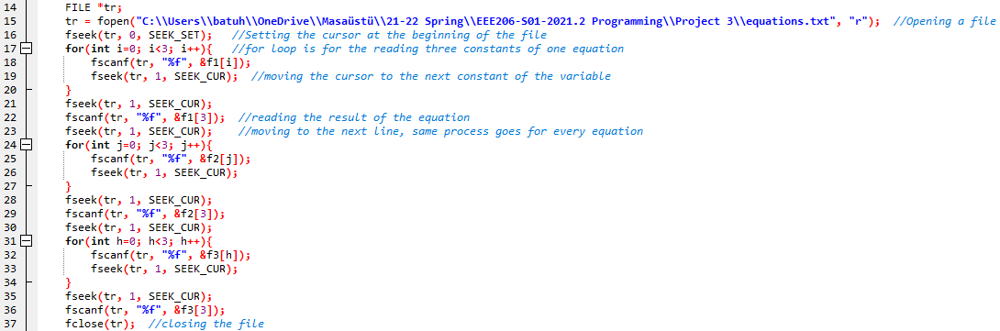 14 FILE *tr;
15 tr = fopen("C:\\Users\\batuh\\OneDrive\\Masaüstü\\21-22 Spring\\EEE206-S01-2021.2 Programming\\Project 3\\equations.txt", "r"); //Opening a file
16 fseek(tr, 0, SEEK_SET); //Setting the cursor at the beginning of the file
17 for(int i=0; i<3; i++){ //for loop is for the reading three constants of one equation
18 fscanf(tr, "%f", &f1[i]);
19 fseek(tr, 1, SEEK_CUR); //moving the cursor to the next constant of the variable
20 }
21 fseek(tr, 1, SEEK_CUR);
22 fscanf(tr, "%f", &f1[3]); //reading the result of the equation
23 fseek(tr, 1, SEEK_CUR); //moving to the next line, same process goes for every equation
24 for(int j=0; j<3; j++){
25 fscanf(tr, "%f", &f2[j]);
26 fseek(tr, 1, SEEK_CUR);
27 }
28 fseek(tr, 1, SEEK_CUR);
29 fscanf(tr, "%f", &f2[3]);
30 fseek(tr, 1, SEEK_CUR);
31 for(int h=0; h<3; h++){
32 fscanf(tr, "%f", &f3[h]);
33 fseek(tr, 1, SEEK_CUR);
34 }
35 fseek(tr, 1, SEEK_CUR);
36 fscanf(tr, "%f", &f3[3]);
37 fclose(tr); //closing the file